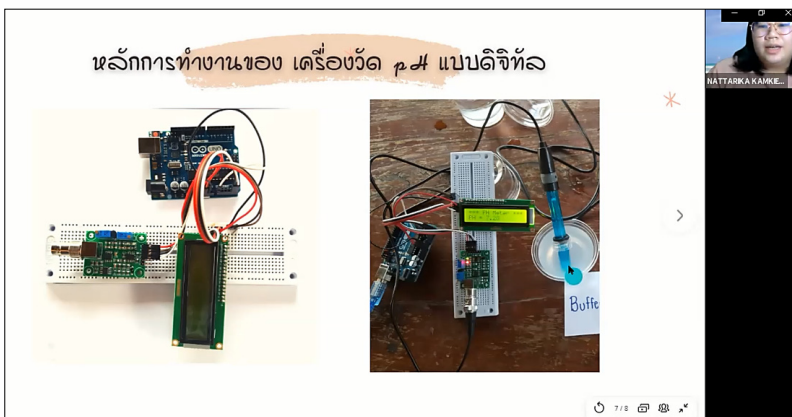 หลักการทำงานของ เครื่องวัด pH แบบดิจิทัล
NATTARIKA KAMKIE...
Buffe
7/8